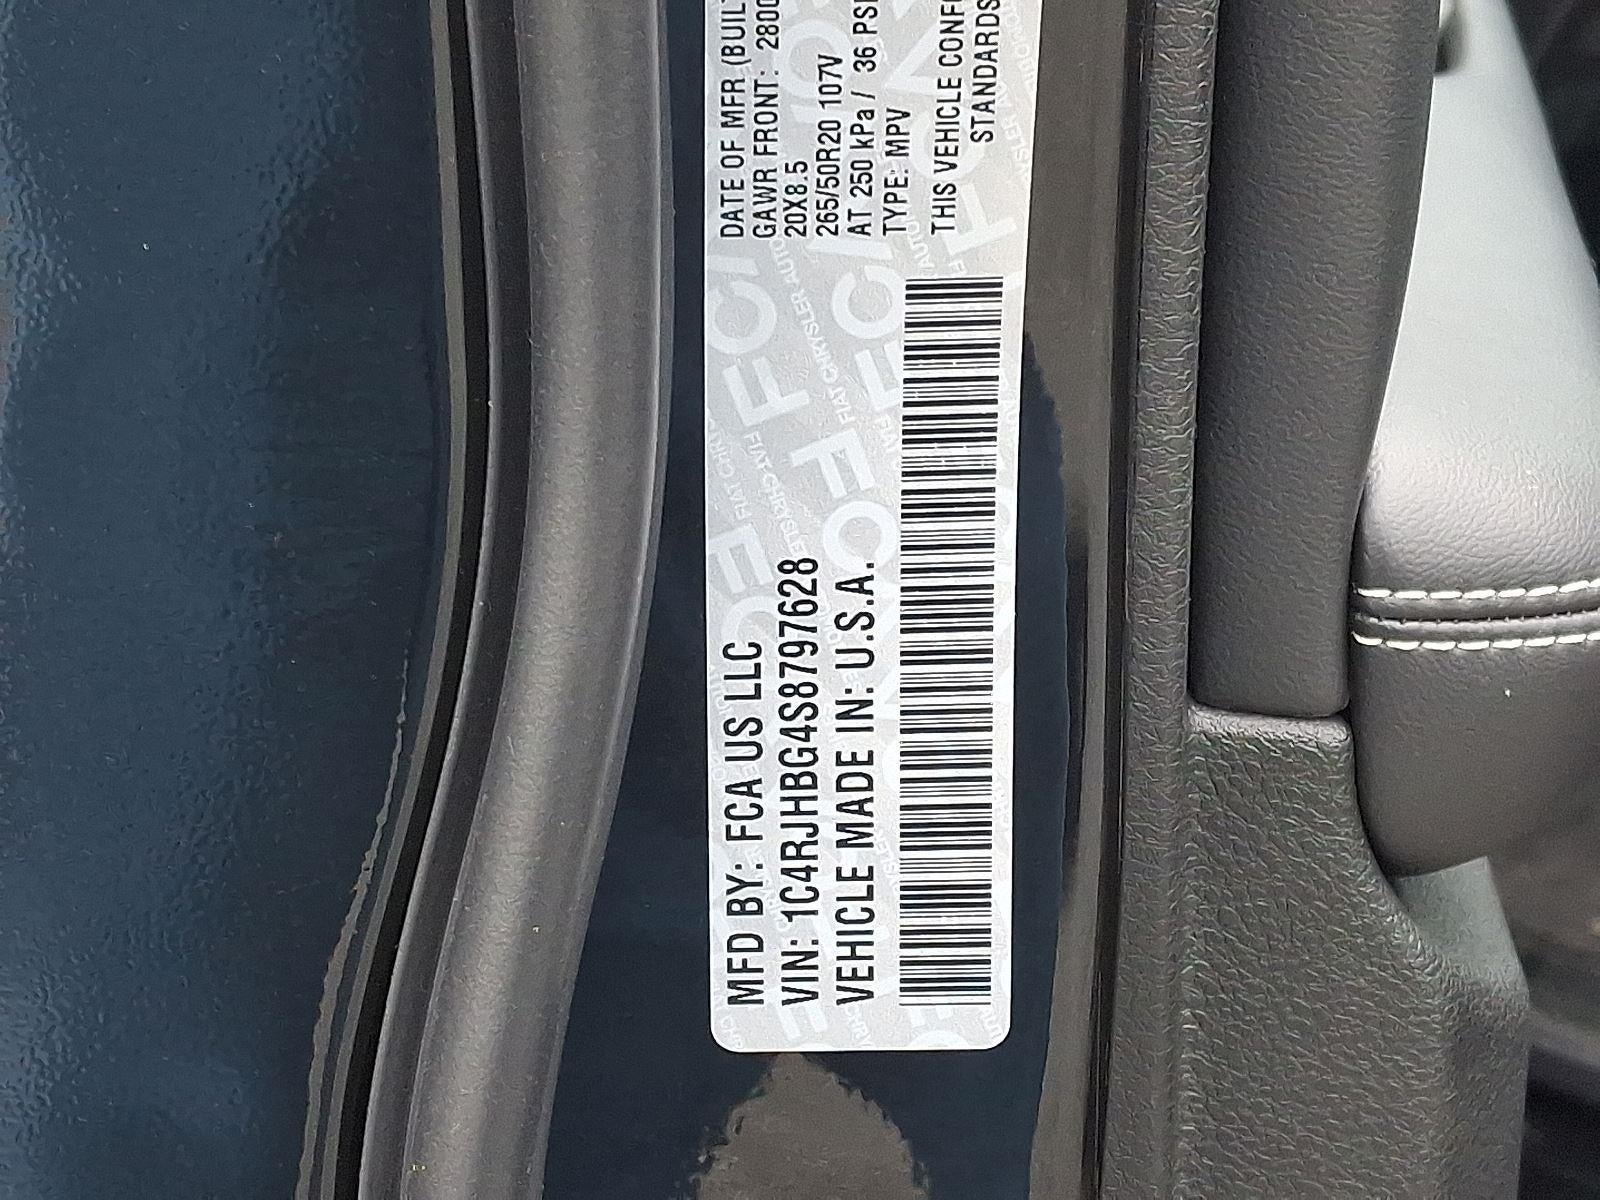 MFD BY: FCA US LLC
VIN: 1C4RJHBG4S8797628
VEHICLE MADE IN: U.S.A.
DATE OF MFR (BUILT
GAWR FRONT: 2800
20X8.5
265/50R20 107V
AT 250 kPa / 36 PSI
TYPE: MPV
THIS VEHICLE CONFO
STANDARDS